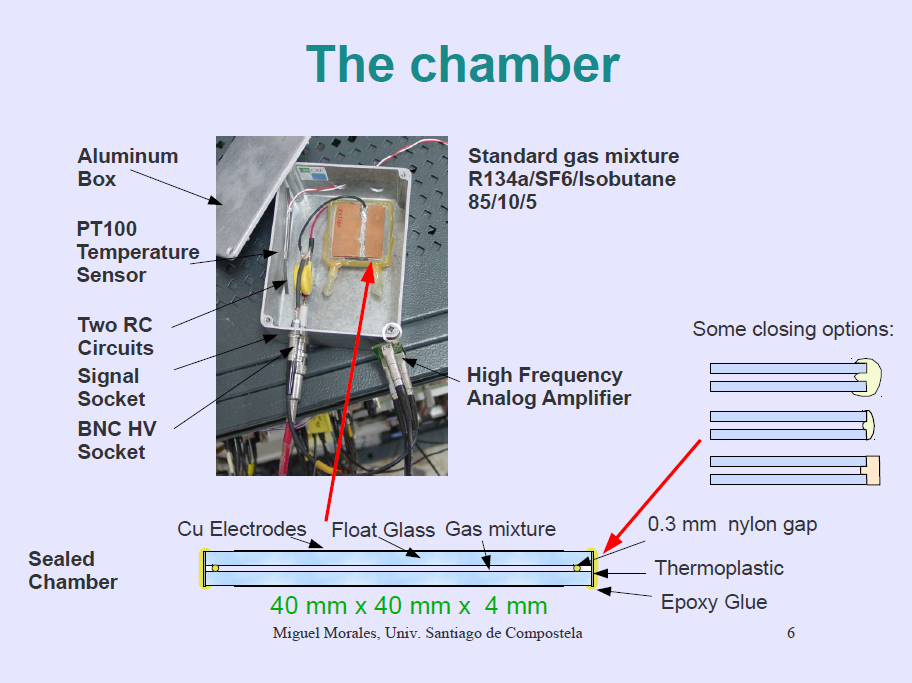 The chamber
Aluminum
Box
PT100
Temperature
Sensor
Two RC
Circuits
Signal
Socket
BNC HV
Socket
Standard gas mixture
R134a/SF6/Isobutane
85/10/5
High Frequency
Analog Amplifier
Some closing options:
Cu Electrodes
Float Glass
Gas mixture
0.3 mm nylon gap
Sealed
Chamber
Thermoplastic
Epoxy Glue
40 mm x 40 mm x 4 mm
Miguel Morales, Univ. Santiago de Compostela
6